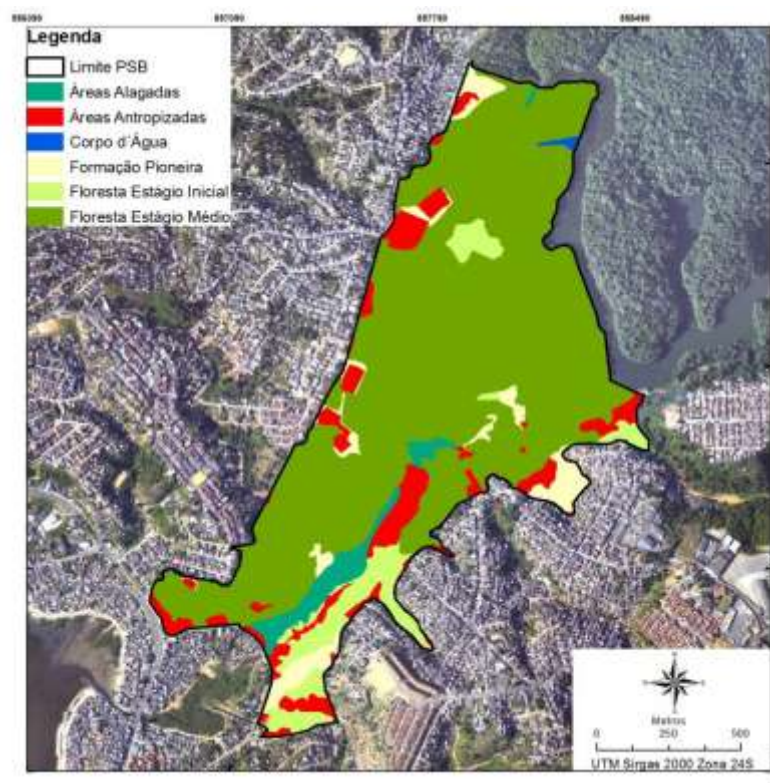 Legenda
Limite PSB
Áreas Alagadas
Áreas Antropizadas
Corpo d´Água
Formação Pioneira
Floresta Estágio Inicial
Floresta Estágio Médio
Metros
0 250 500
UTM Sirgas 2000 Zona 24S